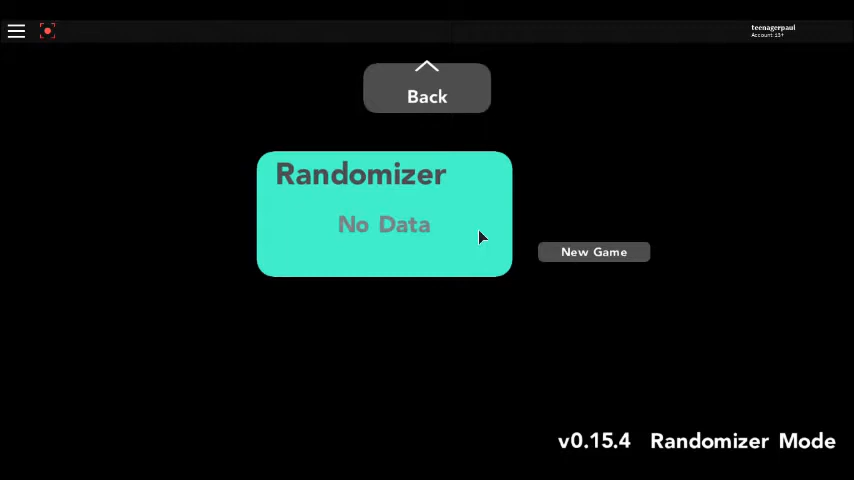 teenagerpaul
Account 13+
Back
Randomizer
No Data
New Game
v0.15.4 Randomizer Mode